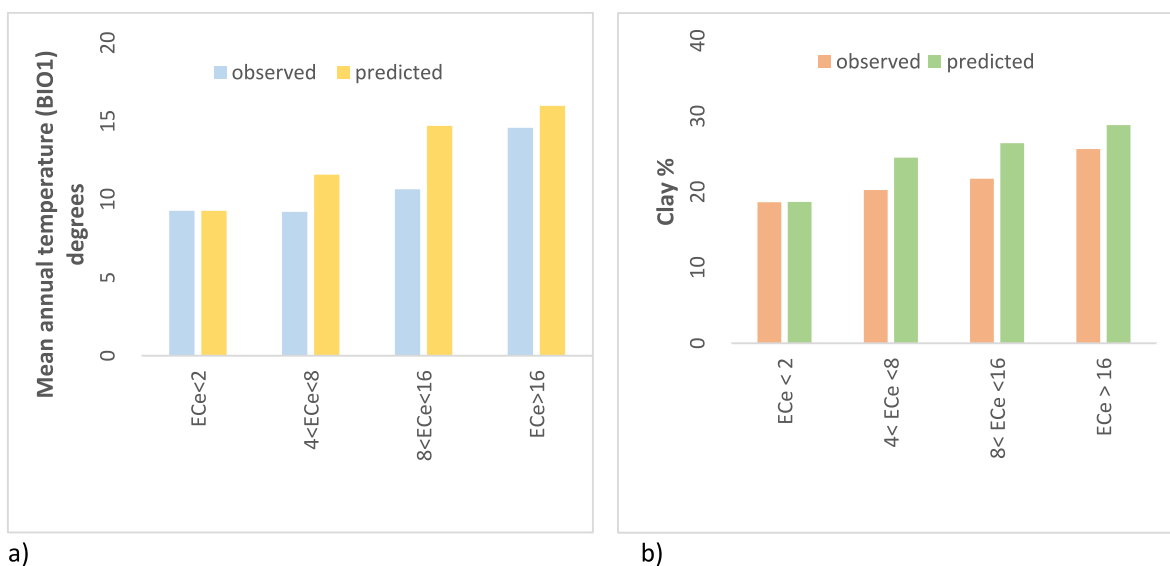 Mean annual temperature (BIO1)
degrees
20
15
10
5
0
observed predicted
ECe<2
4<ECe<8
8<ECe<16
ECe>16
a)
Clay %
40
30
20
10
0
observed predicted
ECe < 2
4< ECe <8
8< ECe <16
ECe > 16
b)